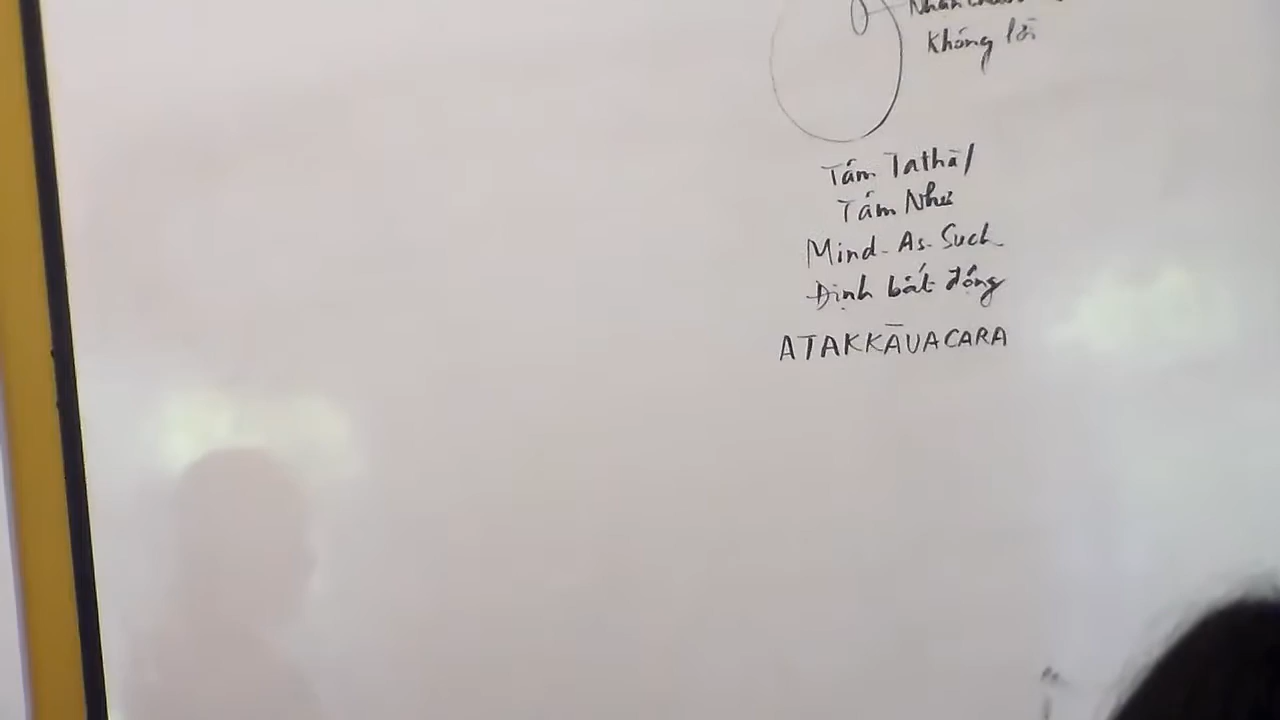 Không lời
Tâm Tathā/
Tâm Như
Mind-As-Such
Định bất động
ATAKKĀVACARA